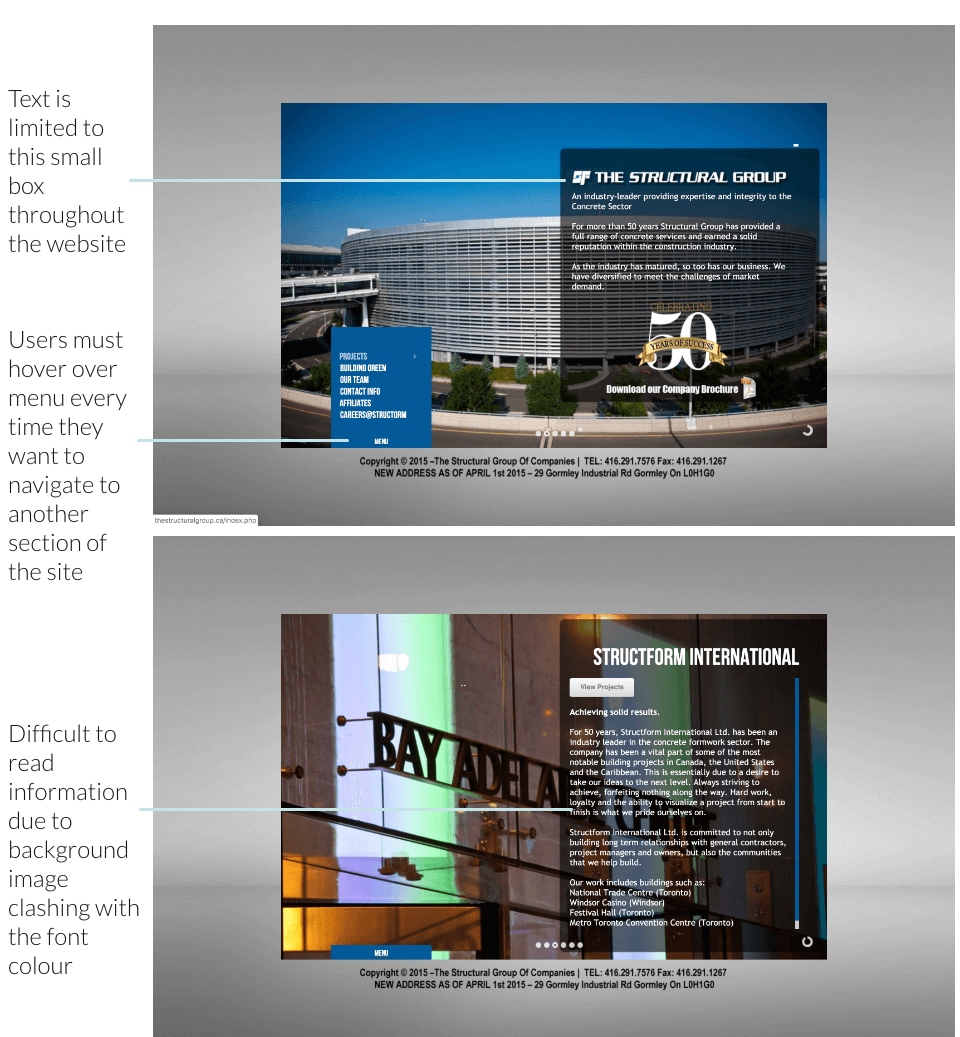 Text is
limited to
this small
box
throughout
the website
Users must
hover over
menu every
time they
want to
navigate to
another
section of
the site
THE STRUCTURAL GROUP
An industry-leader providing expertise and integrity to the
Concrete Sector
For more than 50 years Structural Group has provided a
full range of concrete services and earned a solid
reputation within the construction industry.
As the industry has matured, so too has our business. We
have diversified to meet the challenges of market
demand.
CELEBRATING
50
YEARS OF SUCCESS
Download our Company Brochure
PROJECTS
BUILDING GREEN
OUR TEAM
CONTACT INFO
AFFILIATES
CAREERS@STRUCTFORM
MENU
Copyright © 2015 –The Structural Group Of Companies | TEL: 416.291.7576 Fax: 416.291.1267
NEW ADDRESS AS OF APRIL 1st 2015 – 29 Gormley Industrial Rd Gormley On L0H1G0
thestructuralgroup.ca/index.php
Difficult to
read
information
due to
background
image
clashing with
the font
colour
BAY ADELA
STRUCTFORM INTERNATIONAL
View Projects
Achieving solid results.
For 50 years, Structform International Ltd. has been an
industry leader in the concrete formwork sector. The
company has been a vital part of some of the most
notable building projects in Canada, the United States
and the Caribbean. This is essentially due to a desire to
take our ideas to the next level. Always striving to
achieve, forfeiting nothing along the way. Hard work,
loyalty and the ability to visualize a project from start to
finish is what we pride ourselves on.
Structform International Ltd. is committed to not only
building long term relationships with general contractors,
project managers and owners, but also the communities
that we help build.
Our work includes buildings such as:
National Trade Centre (Toronto)
Windsor Casino (Windsor)
Festival Hall (Toronto)
Metro Toronto Convention Centre (Toronto)
MENU
Copyright © 2015 –The Structural Group Of Companies | TEL: 416.291.7576 Fax: 416.291.1267
NEW ADDRESS AS OF APRIL 1st 2015 – 29 Gormley Industrial Rd Gormley On L0H1G0